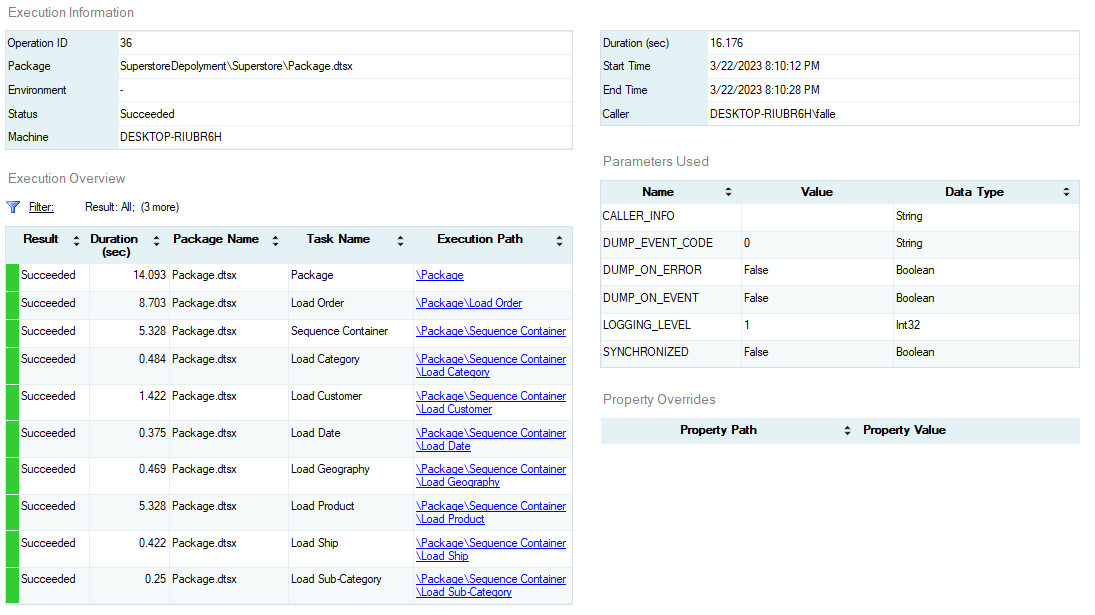 Execution Information
Operation ID 36
Package SuperstoreDepolyment\Superstore\Package.dtsx
Environment -
Status Succeeded
Machine DESKTOP-RIUBR6H
Duration (sec) 16.176
Start Time 3/22/2023 8:10:12 PM
End Time 3/22/2023 8:10:28 PM
Caller DESKTOP-RIUBR6H\falle
Execution Overview
Filter: Result: All; (3 more)
Result Duration (sec) Package Name Task Name Execution Path
Succeeded 14.093 Package.dtsx Package \Package
Succeeded 8.703 Package.dtsx Load Order \Package\Load Order
Succeeded 5.328 Package.dtsx Sequence Container \Package\Sequence Container
Succeeded 0.484 Package.dtsx Load Category \Package\Sequence Container
\Load Category
Succeeded 1.422 Package.dtsx Load Customer \Package\Sequence Container
\Load Customer
Succeeded 0.375 Package.dtsx Load Date \Package\Sequence Container
\Load Date
Succeeded 0.469 Package.dtsx Load Geography \Package\Sequence Container
\Load Geography
Succeeded 5.328 Package.dtsx Load Product \Package\Sequence Container
\Load Product
Succeeded 0.422 Package.dtsx Load Ship \Package\Sequence Container
\Load Ship
Succeeded 0.25 Package.dtsx Load Sub-Category \Package\Sequence Container
\Load Sub-Category
Parameters Used
Name Value Data Type
CALLER_INFO String
DUMP_EVENT_CODE 0 String
DUMP_ON_ERROR False Boolean
DUMP_ON_EVENT False Boolean
LOGGING_LEVEL 1 Int32
SYNCHRONIZED False Boolean
Property Overrides
Property Path Property Value